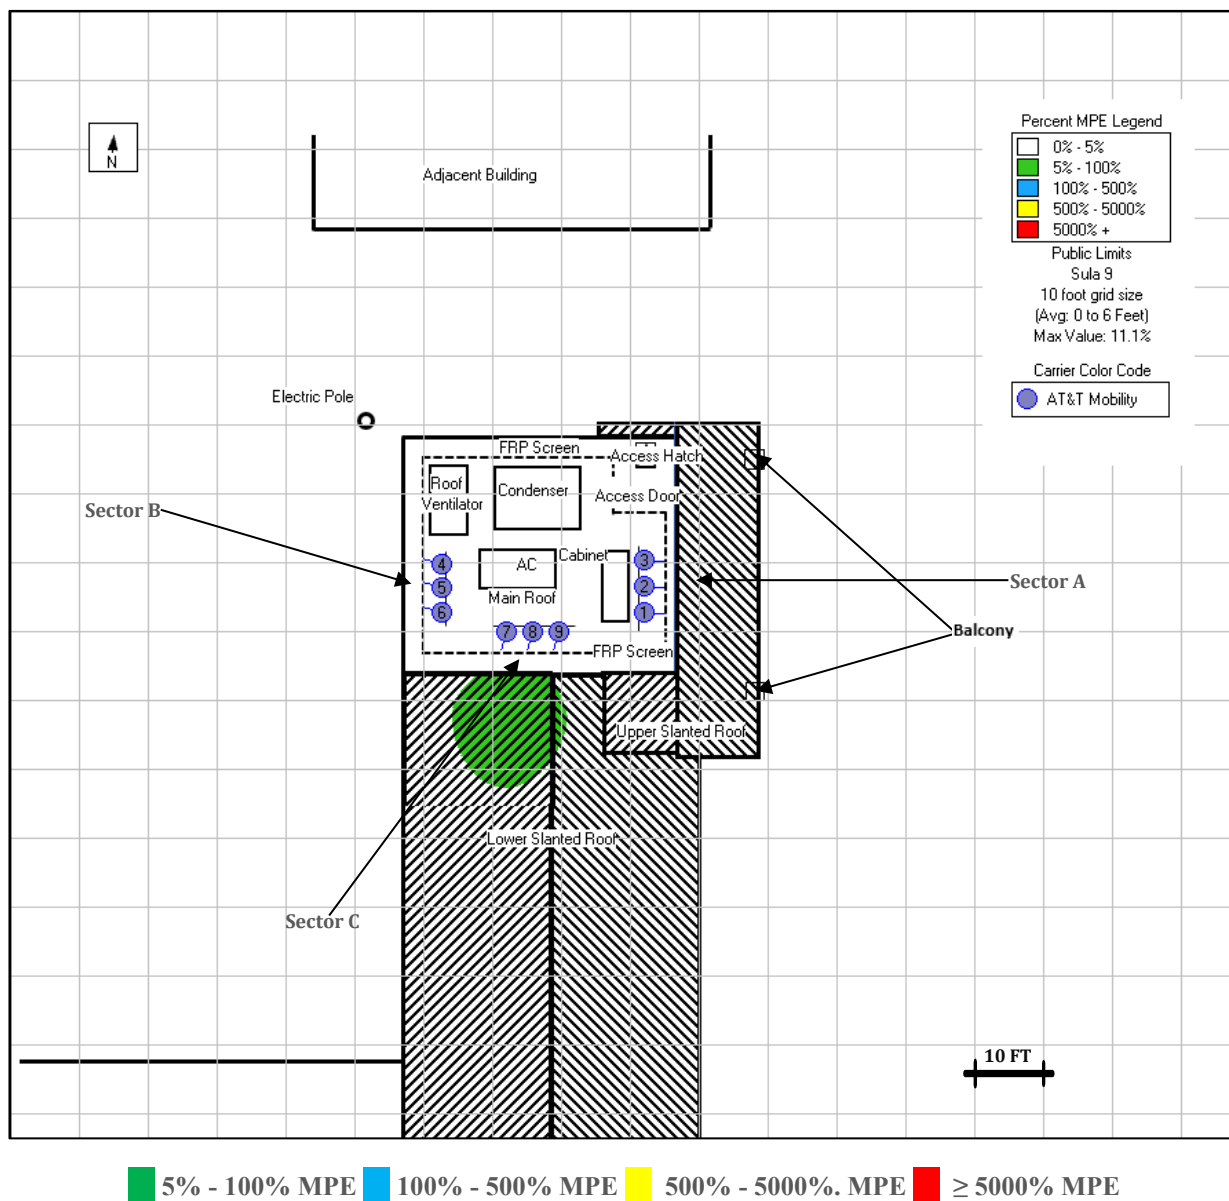 N
Adjacent Building
Percent MPE Legend
0% - 5%
5% - 100%
100% - 500%
500% - 5000%
5000% +
Public Limits
Sula 9
10 foot grid size
(Avg: 0 to 6 Feet)
Max Value: 11.1%
Carrier Color Code
AT&T Mobility
Electric Pole
FRP Screen
Access Hatch
Roof
Ventilator
Condenser
Access Door
Sector B
4
5
6
AC
Cabinet
Main Roof
3
2
1
Sector A
7
8
9
FRP Screen
Balcony
Upper Slanted Roof
Lower Slanted Roof
Sector C
10 FT
5% - 100% MPE
100% - 500% MPE
500% - 5000%. MPE
≥ 5000% MPE